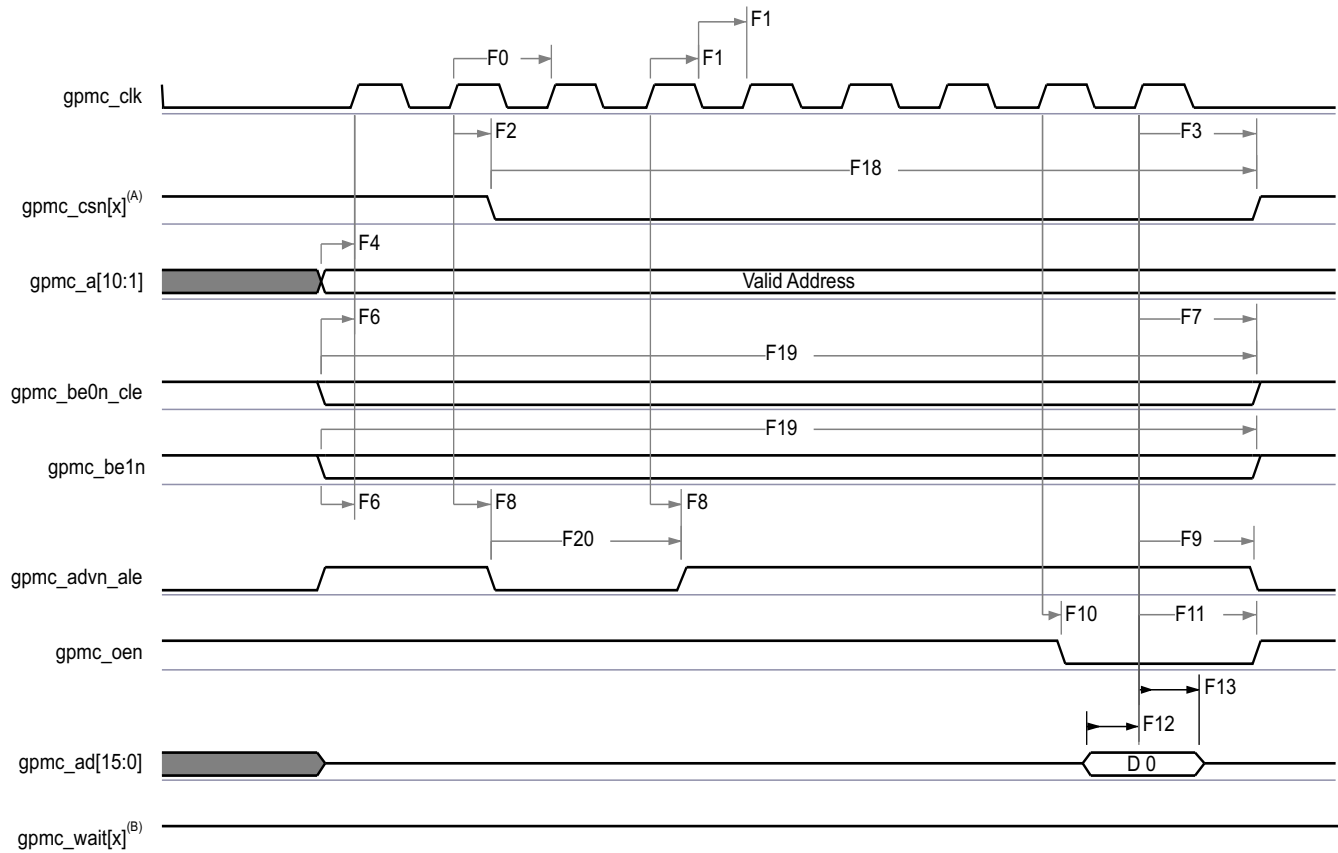 F1
F0
F1
gpmc_clk
F2
F3
F18
gpmc_csn[x](A)
F4
gpmc_a[10:1]
Valid Address
F6
F7
F19
gpmc_be0n_cle
F19
gpmc_be1n
F6
F8
F8
F20
F9
gpmc_advn_ale
F10
F11
gpmc_oen
F13
F12
gpmc_ad[15:0]
D 0
gpmc_wait[x](B)